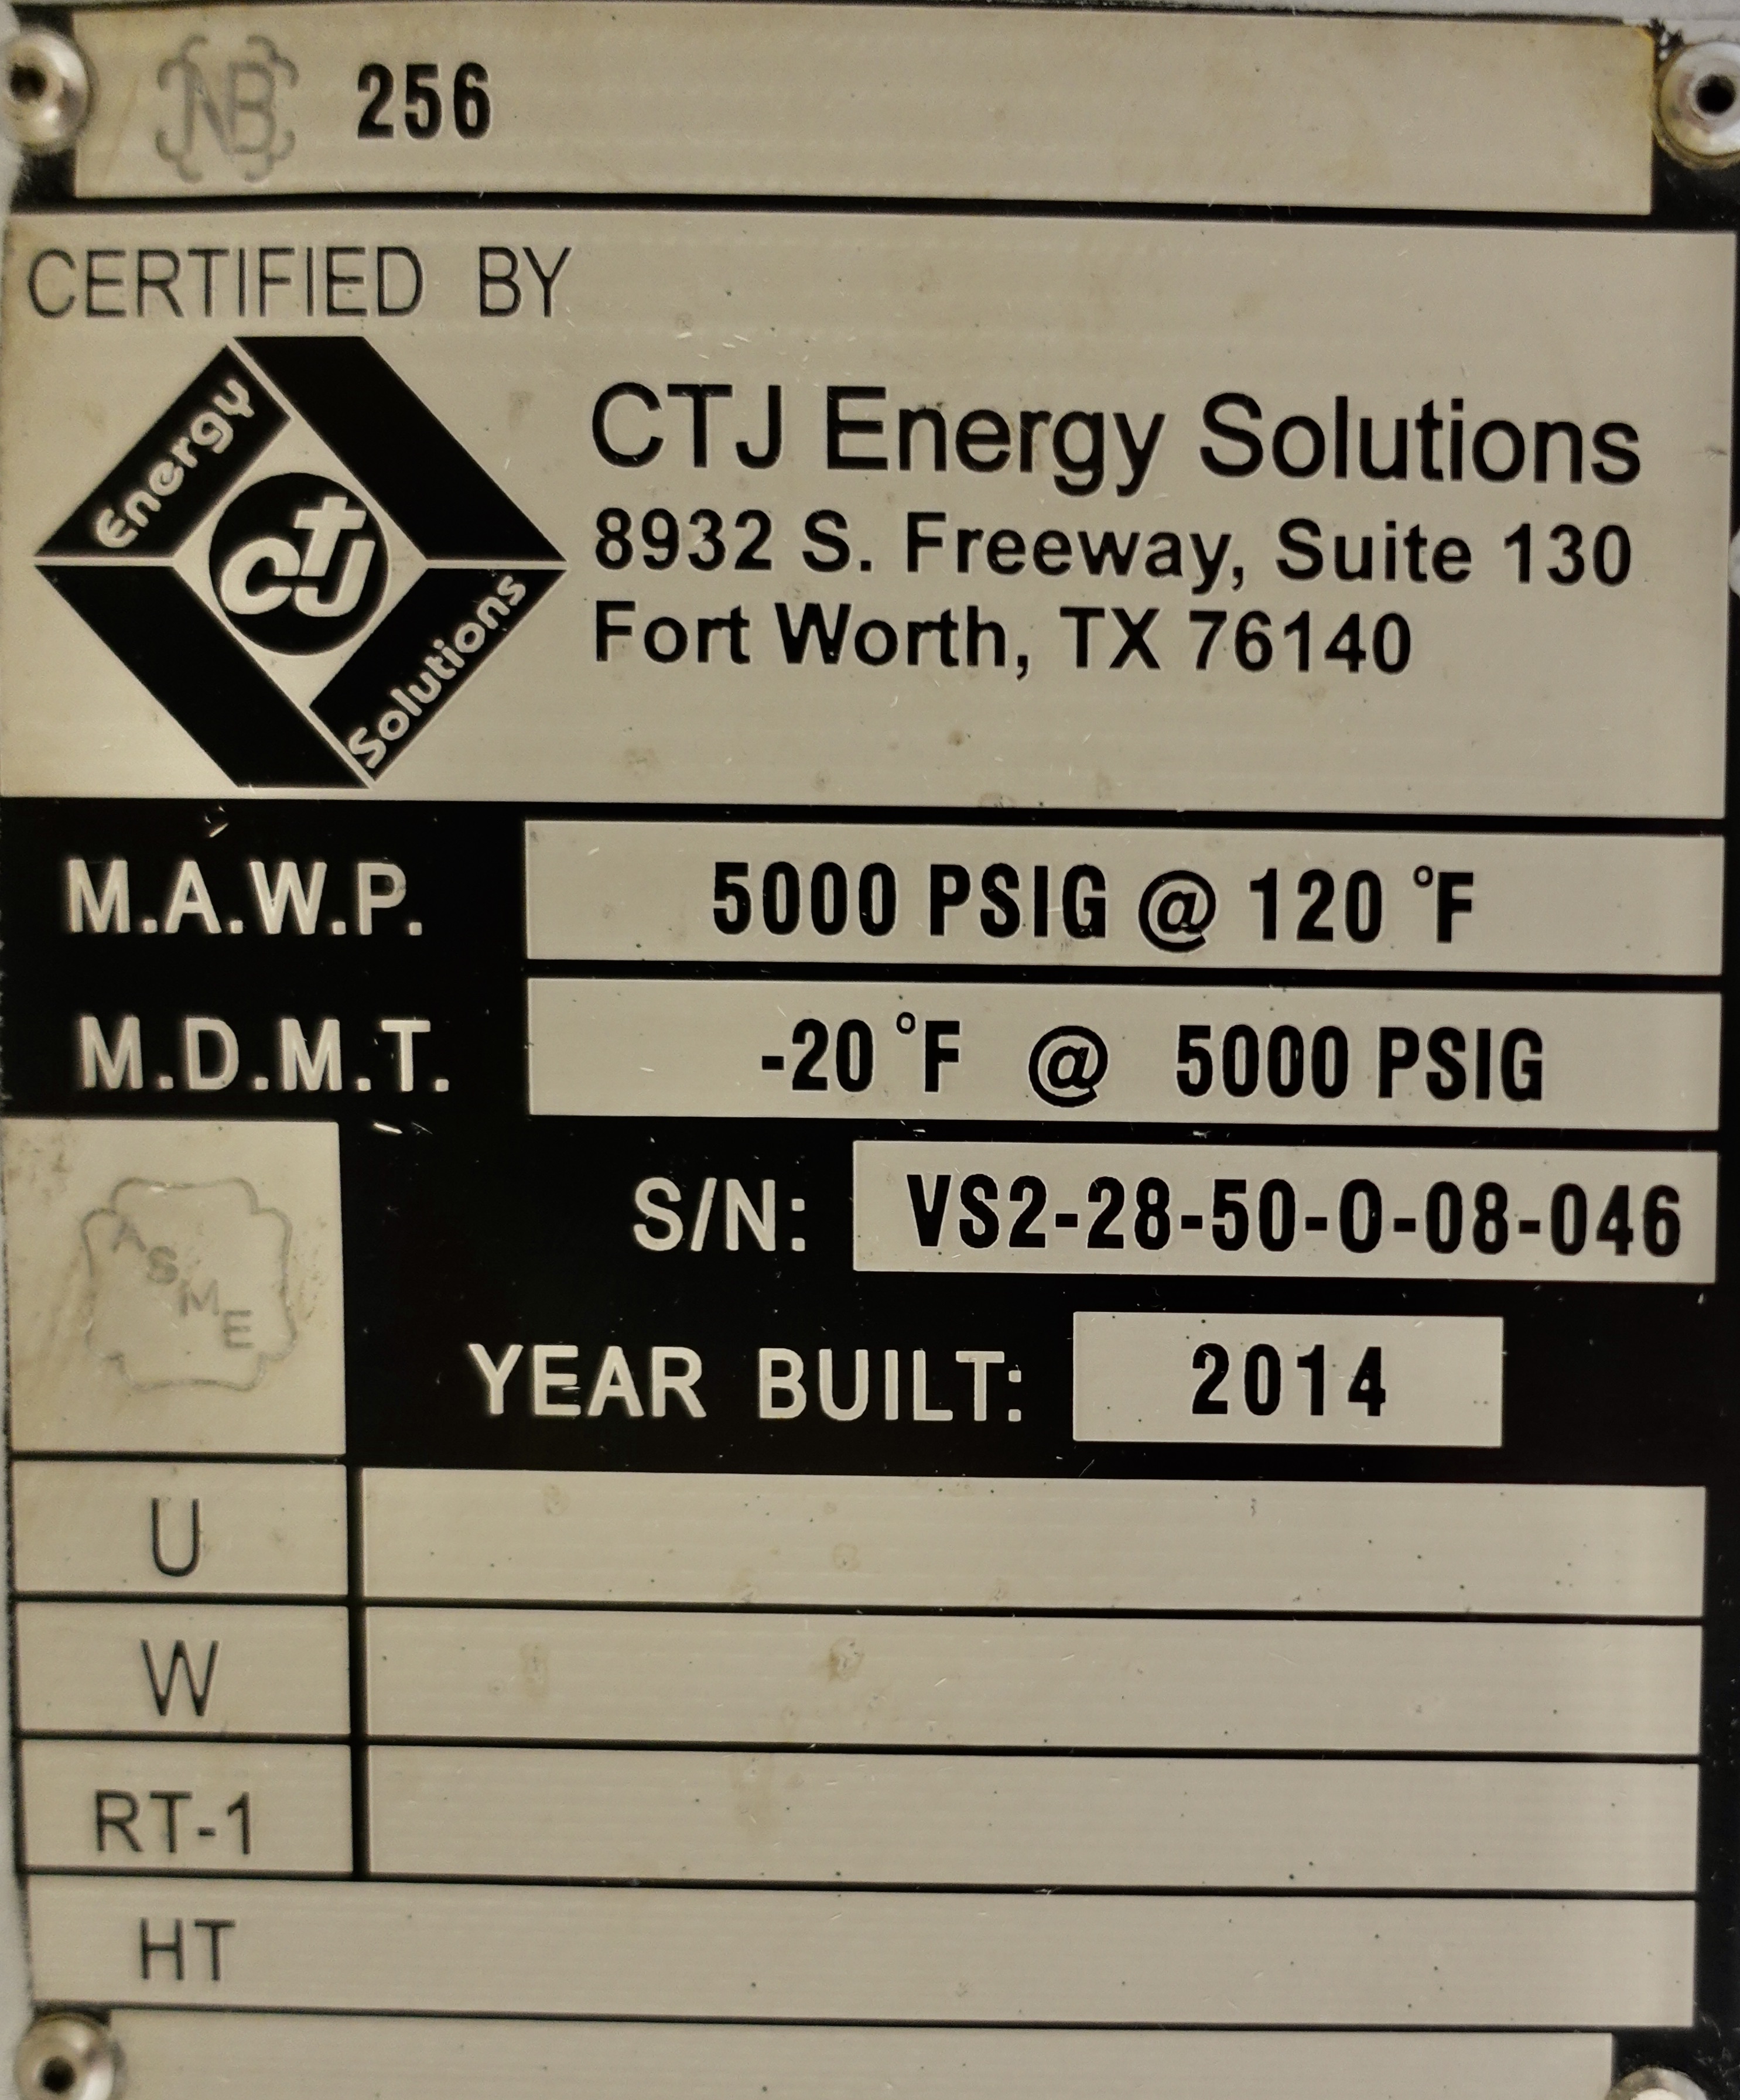 NB 256
CERTIFIED BY
Energy
CTJ
Solutions
CTJ Energy Solutions
8932 S. Freeway, Suite 130
Fort Worth, TX 76140
M.A.W.P. 5000 PSIG @ 120 °F
M.D.M.T. -20 °F @ 5000 PSIG
ASME
S/N: VS2-28-50-0-08-046
YEAR BUILT: 2014
U
W
RT-1
HT